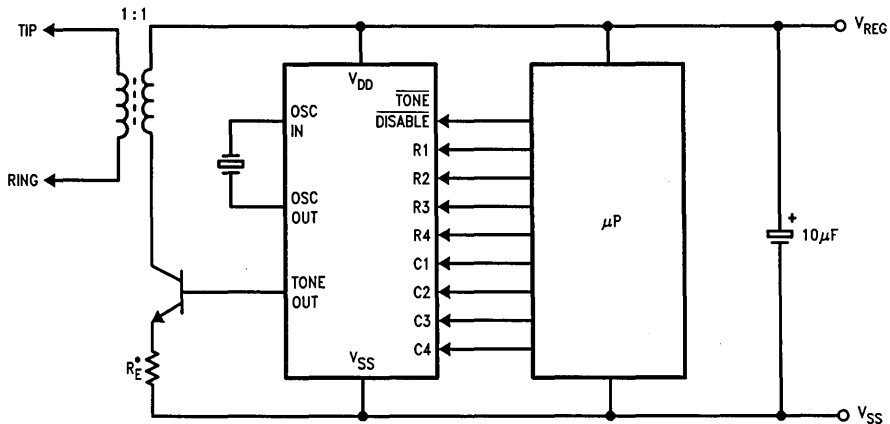 1:1
TIP
RING
V_REG
V_DD
OSC IN
OSC OUT
TONE OUT
V_SS
TONE DISABLE
R1
R2
R3
R4
C1
C2
C3
C4
μP
+
10μF
R_E*
V_SS